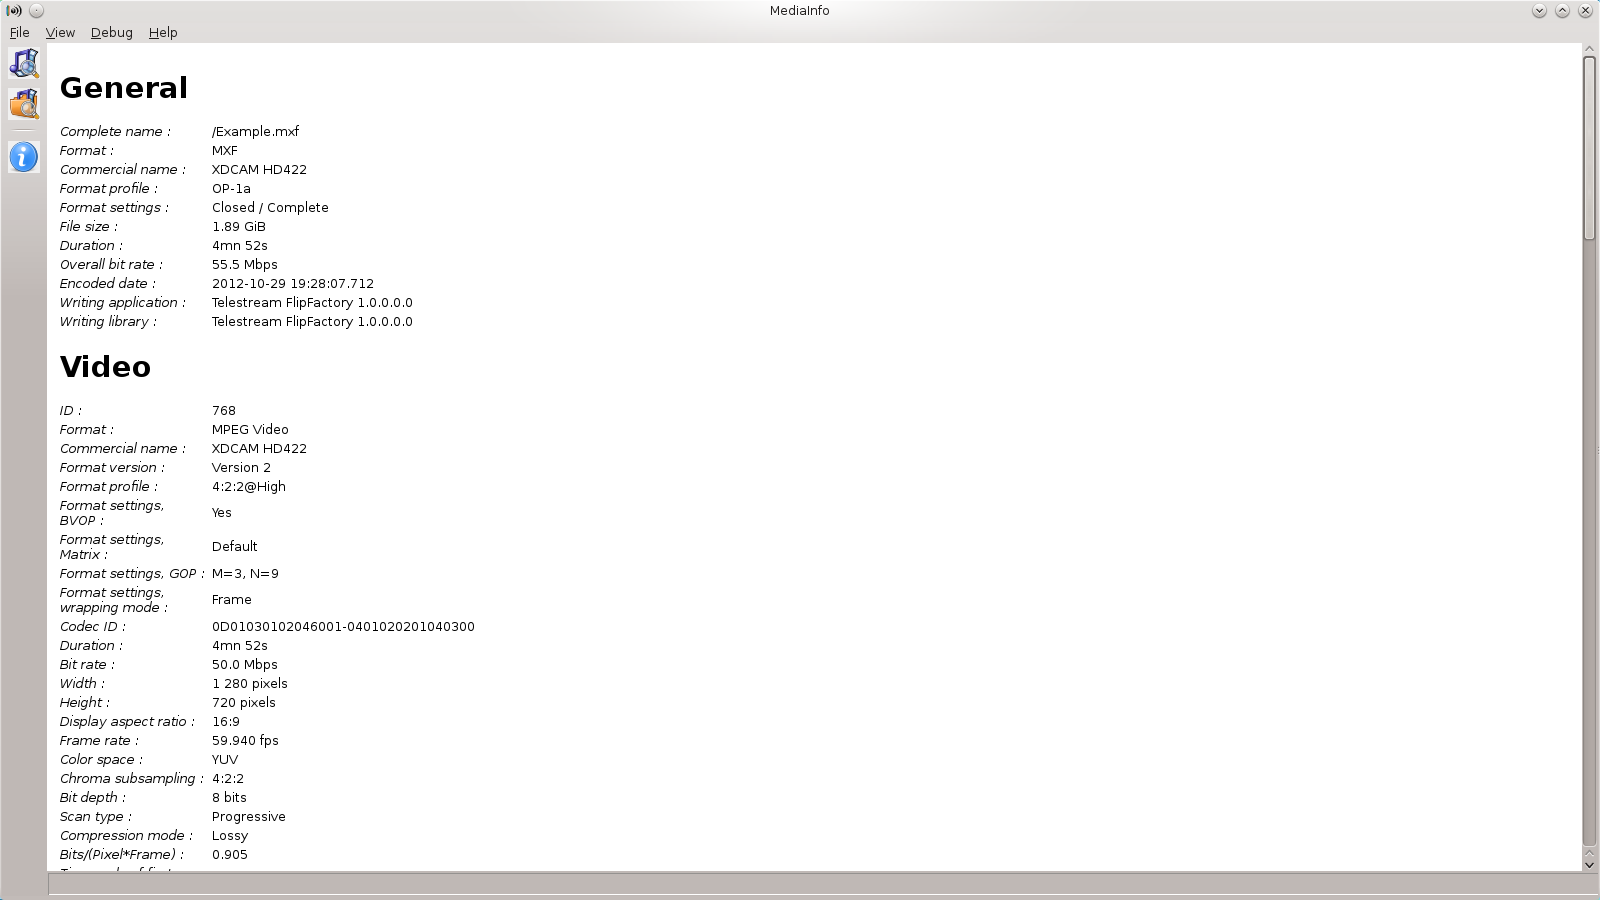 MediaInfo
File View Debug Help
General
Complete name : /Example.mxf
Format : MXF
Commercial name : XDCAM HD422
Format profile : OP-1a
Format settings : Closed / Complete
File size : 1.89 GiB
Duration : 4mn 52s
Overall bit rate : 55.5 Mbps
Encoded date : 2012-10-29 19:28:07.712
Writing application : Telestream FlipFactory 1.0.0.0.0
Writing library : Telestream FlipFactory 1.0.0.0.0
Video
ID : 768
Format : MPEG Video
Commercial name : XDCAM HD422
Format version : Version 2
Format profile : 4:2:2@High
Format settings,
BVOP : Yes
Format settings,
Matrix : Default
Format settings, GOP : M=3, N=9
Format settings,
wrapping mode : Frame
Codec ID : 0D01030102046001-0401020201040300
Duration : 4mn 52s
Bit rate : 50.0 Mbps
Width : 1 280 pixels
Height : 720 pixels
Display aspect ratio : 16:9
Frame rate : 59.940 fps
Color space : YUV
Chroma subsampling : 4:2:2
Bit depth : 8 bits
Scan type : Progressive
Compression mode : Lossy
Bits/(Pixel*Frame) : 0.905